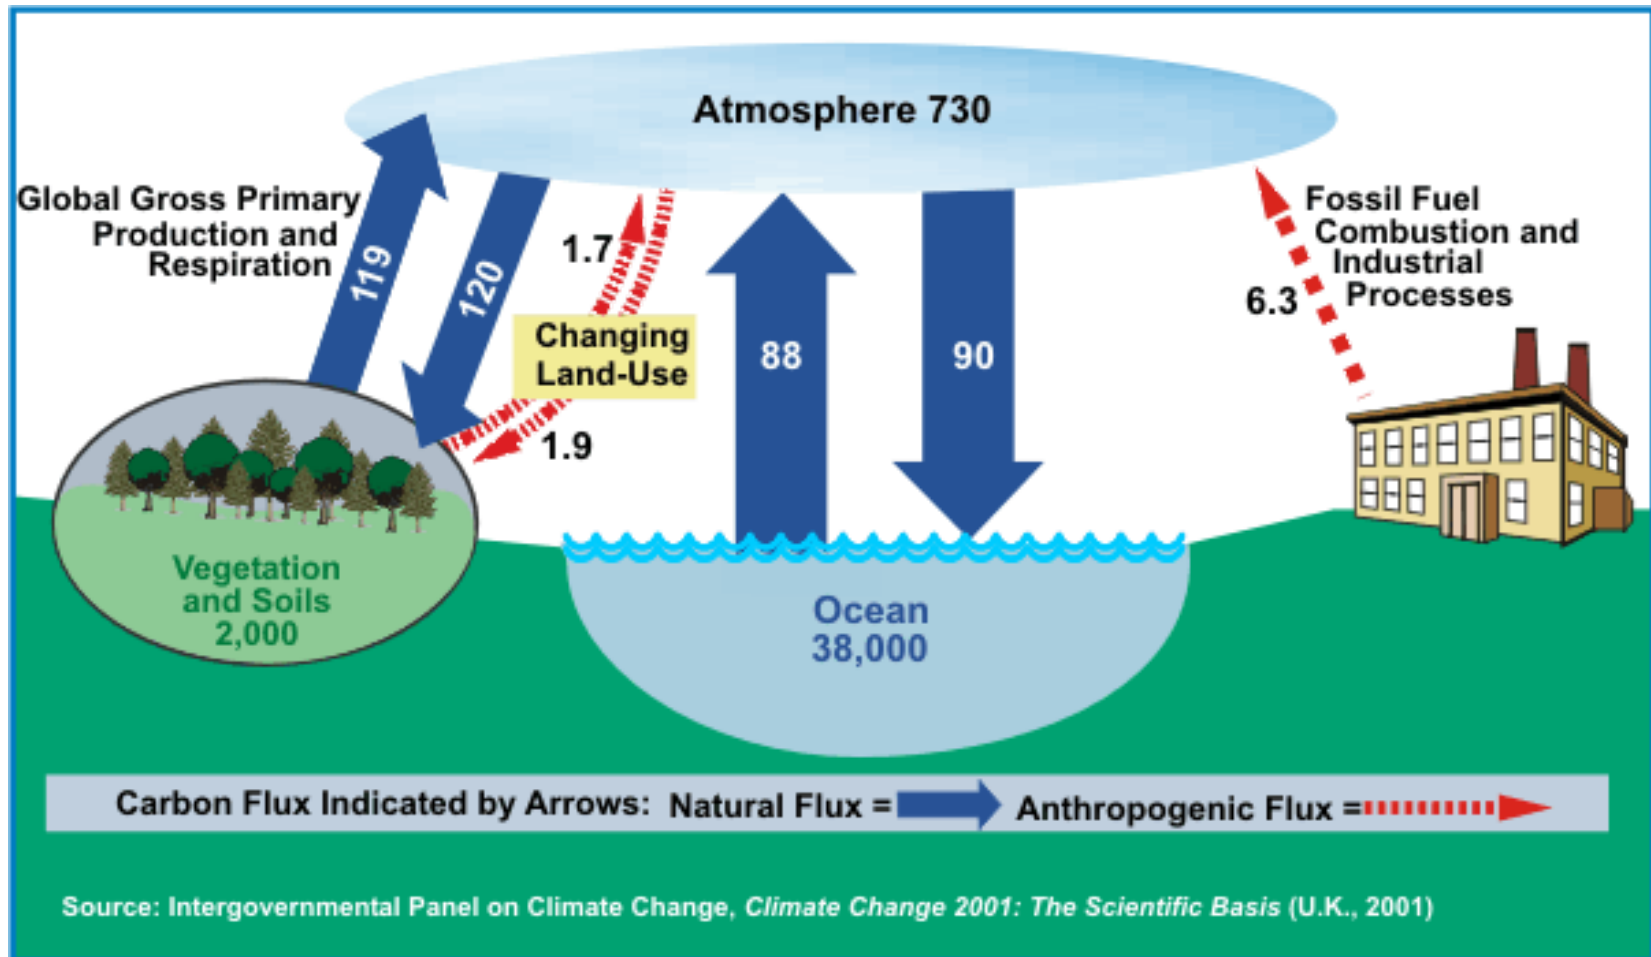 Atmosphere 730
Global Gross Primary
Production and
Respiration
119
120
1.7
Changing
Land-Use
1.9
88
90
6.3
Fossil Fuel
Combustion and
Industrial
Processes
Vegetation
and Soils
2,000
Ocean
38,000
Carbon Flux Indicated by Arrows: Natural Flux = Anthropogenic Flux =
Source: Intergovernmental Panel on Climate Change, Climate Change 2001: The Scientific Basis (U.K., 2001)